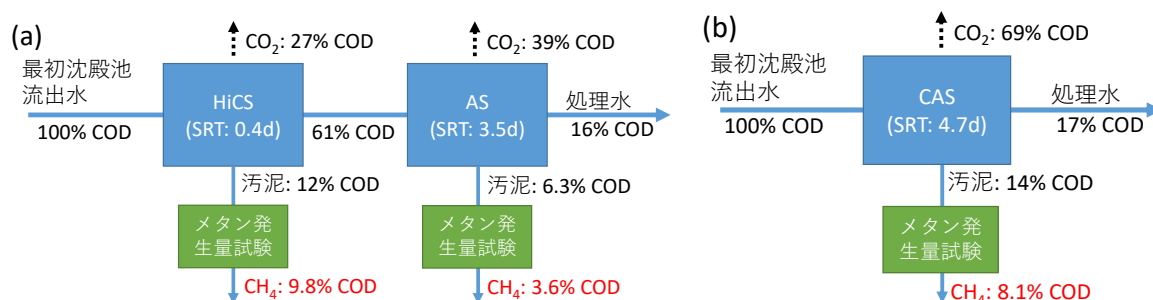 (a)
CO₂: 27% COD
CO₂: 39% COD
最初沈殿池
流出水
100% COD
HiCS
(SRT: 0.4d)
61% COD
AS
(SRT: 3.5d)
処理水
16% COD
汚泥: 12% COD
汚泥: 6.3% COD
メタン発
生量試験
メタン発
生量試験
CH₄: 9.8% COD
CH₄: 3.6% COD
(b)
CO₂: 69% COD
最初沈殿池
流出水
100% COD
CAS
(SRT: 4.7d)
処理水
17% COD
汚泥: 14% COD
メタン発
生量試験
CH₄: 8.1% COD